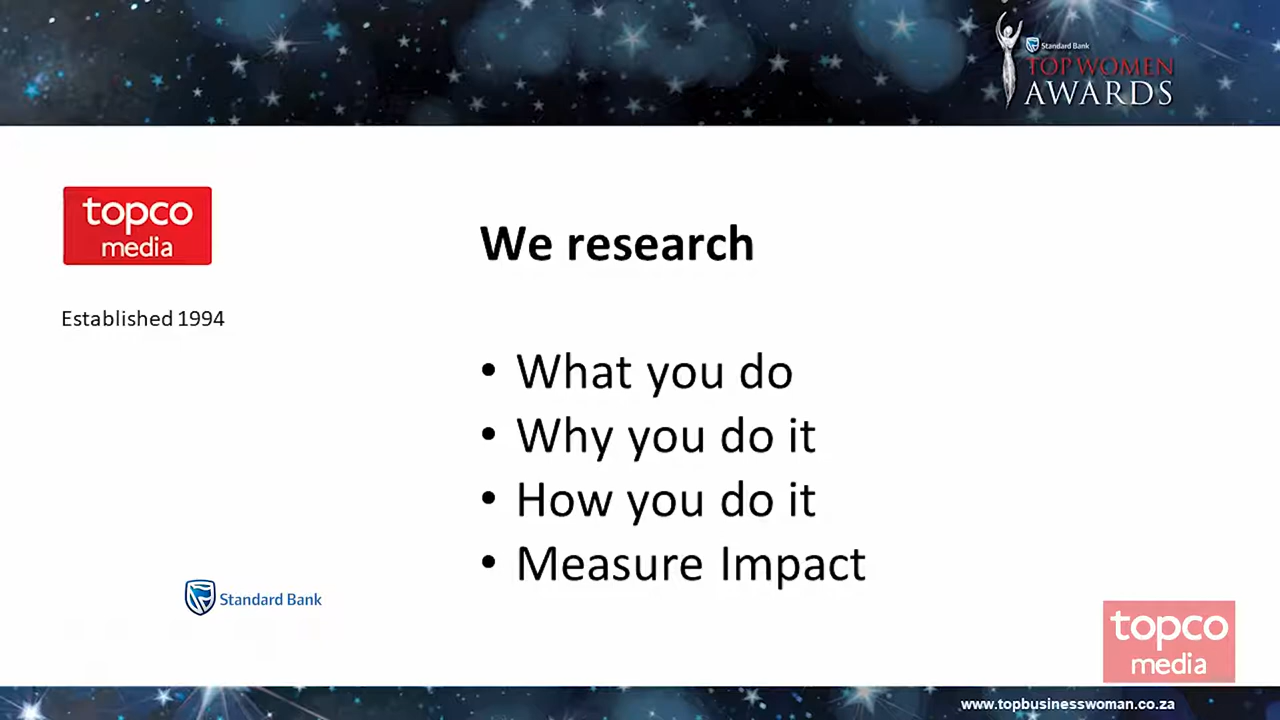 Standard Bank
TOP WOMEN
AWARDS
topco
media
We research
Established 1994
• What you do
• Why you do it
• How you do it
• Measure Impact
Standard Bank
topco
media
www.topbusinesswoman.co.za